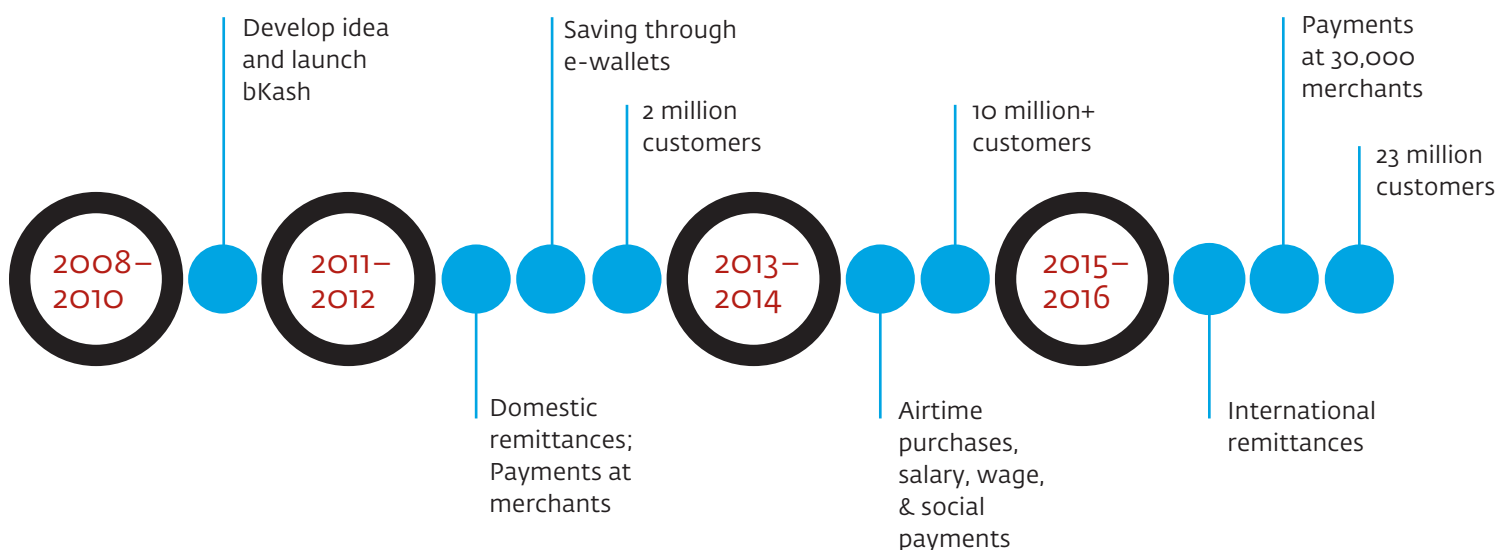 Develop idea
and launch
bKash
Saving through
e-wallets
2 million
customers
10 million+
customers
Payments
at 30,000
merchants
23 million
customers
2008–
2010
2011–
2012
2013–
2014
2015–
2016
Domestic
remittances;
Payments at
merchants
Airtime
purchases,
salary, wage,
& social
payments
International
remittances